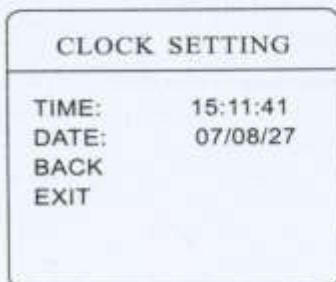 CLOCK SETTING
TIME: 15:11:41
DATE: 07/08/27
BACK
EXIT